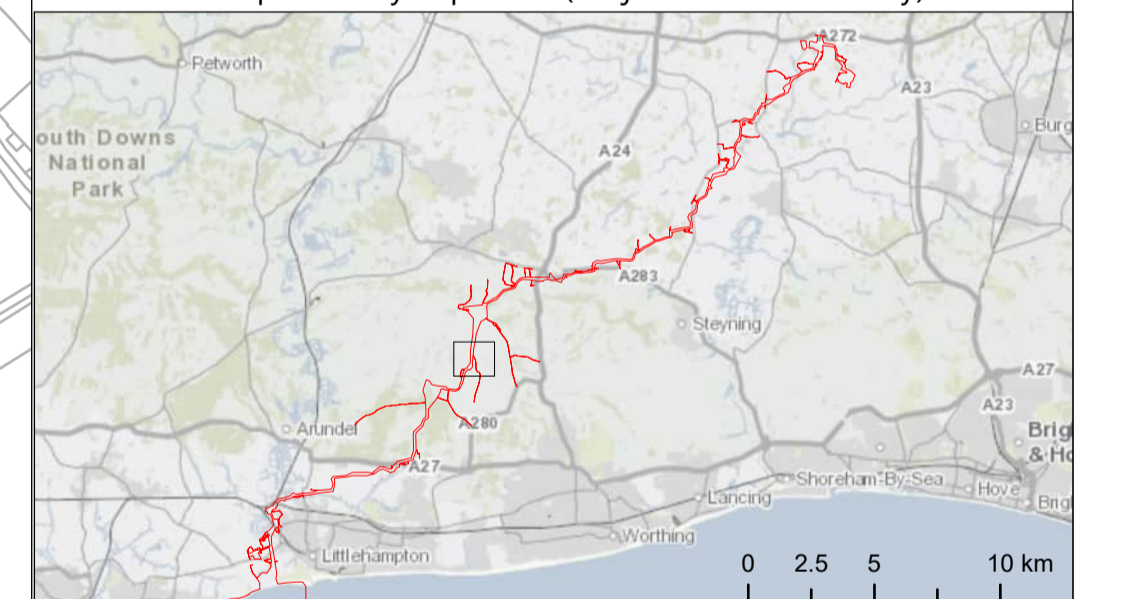 A272
Petworth
A23
Burg
outh Downs
National
Park
A24
A283
Steyning
A27
A23
Arundel
A280
Brig
& Ho
A27
Shoreham-By-Sea
Hove
Lancing
Brig
Worthing
Littlehampton
0 2.5 5 10 km